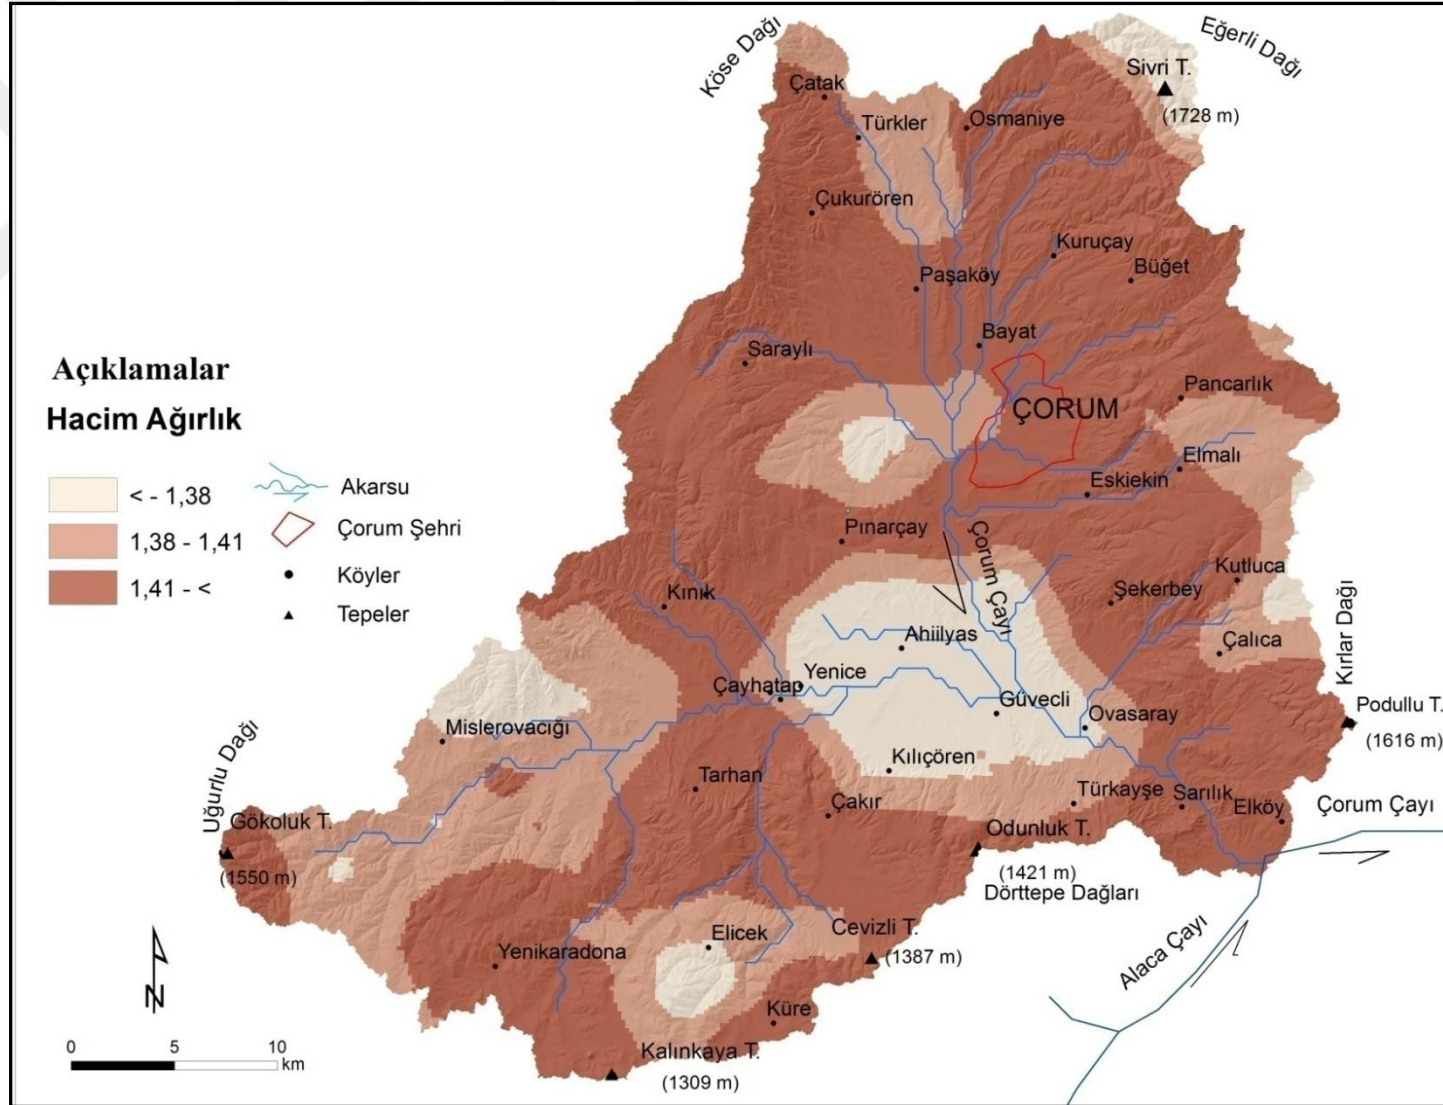 Köse Dağı
Eğerli Dağı
Sivri T.
(1728 m)
Çatak
Türkler
Osmaniye
Çukurören
Kuruçay
Büğet
Paşaköy
Bayat
Saraylı
Pancarlık
ÇORUM
Elmalı
Eskiekin
Pınarçay
Çorum Çayı
Kutluca
Şekerbey
Kınık
Ahiilyas
Çalıca
Kırlar Dağı
Yenice
Çayhatap
Güvecli
Ovasaray
Podullu T.
(1616 m)
Mislerovacığı
Kılıçören
Tarhan
Uğurlu Dağı
Çakır
Türkayşe
Sarılık
Elköy
Çorum Çayı
Gökoluk T.
(1550 m)
Odunluk T.
(1421 m)
Dörttepe Dağları
Elicek
Cevizli T.
(1387 m)
Alaca Çayı
Yenikaradona
Küre
Kalınkaya T.
(1309 m)
Açıklamalar
Hacim Ağırlık
< - 1,38
1,38 - 1,41
1,41 - <
Akarsu
Çorum Şehri
Köyler
Tepeler
N
0 5 10
km